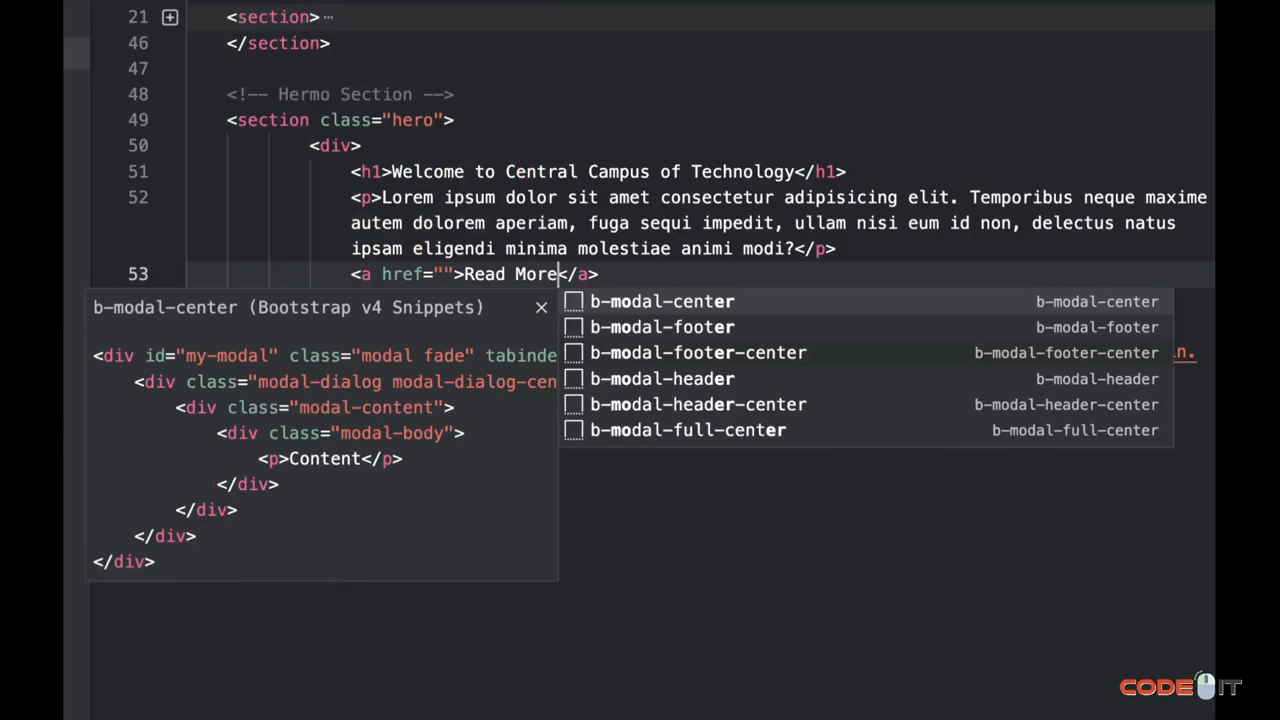 21 <section> ···
46 </section>
47
48 <!-- Hermo Section -->
49 <section class="hero">
50 <div>
51 <h1>Welcome to Central Campus of Technology</h1>
52 <p>Lorem ipsum dolor sit amet consectetur adipisicing elit. Temporibus neque maxime
autem dolorem aperiam, fuga sequi impedit, ullam nisi eum id non, delectus natus
ipsam eligendi minima molestiae animi modi?</p>
53 <a href="">Read More</a>
b-modal-center (Bootstrap v4 Snippets) ×
<div id="my-modal" class="modal fade" tabinde
<div class="modal-dialog modal-dialog-cen
<div class="modal-content">
<div class="modal-body">
<p>Content</p>
</div>
</div>
</div>
</div>
b-modal-center b-modal-center
b-modal-footer b-modal-footer
b-modal-footer-center b-modal-footer-center
b-modal-header b-modal-header
b-modal-header-center b-modal-header-center
b-modal-full-center b-modal-full-center
n.
CODE IT